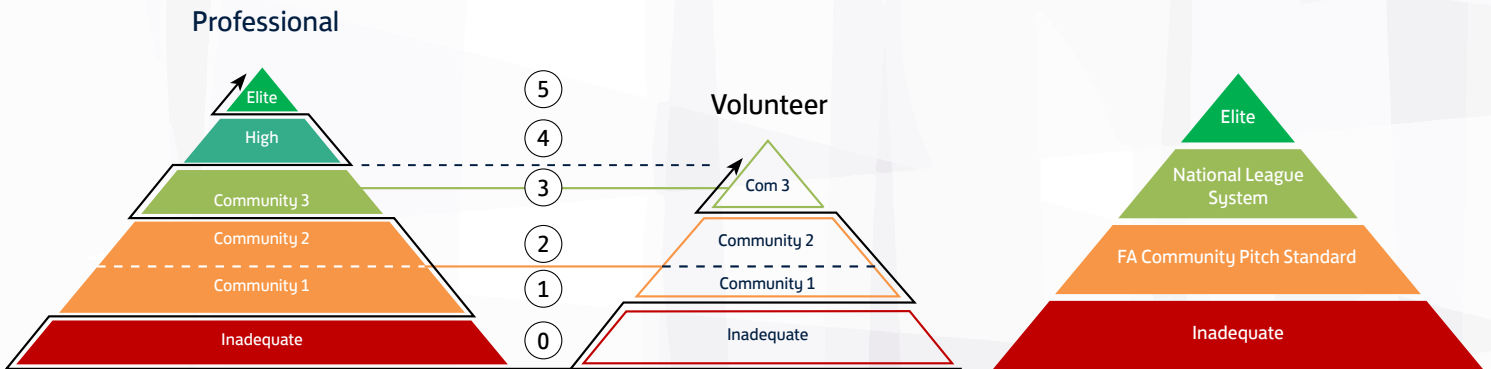 Professional
Elite
High
Community 3
Community 2
Community 1
Inadequate
5
4
3
2
1
0
Volunteer
Com 3
Community 2
Community 1
Inadequate
Elite
National League
System
FA Community Pitch Standard
Inadequate